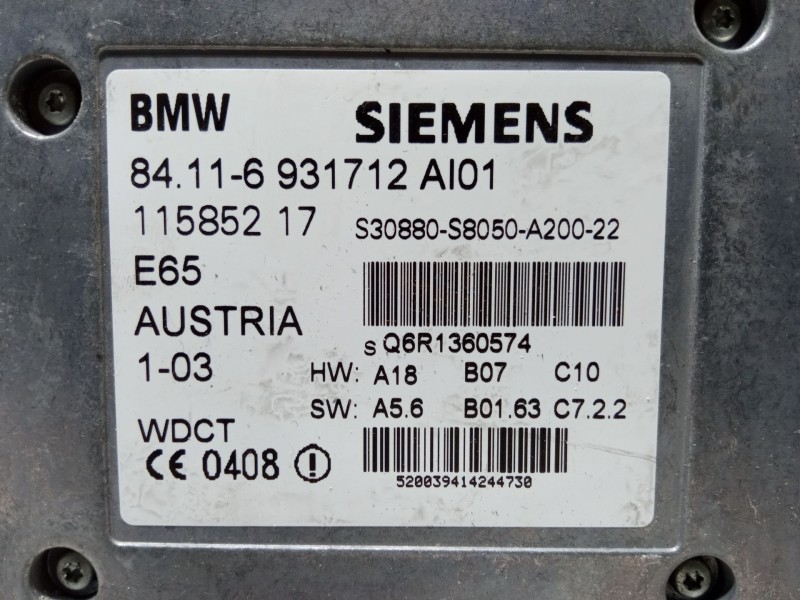 BMW SIEMENS
84.11-6 931712 AI01
115852 17 S30880-S8050-A200-22
E65
AUSTRIA
S Q6R1360574
1-03 HW: A18 B07 C10
SW: A5.6 B01.63 C7.2.2
WDCT
CE 0408
520039414244730